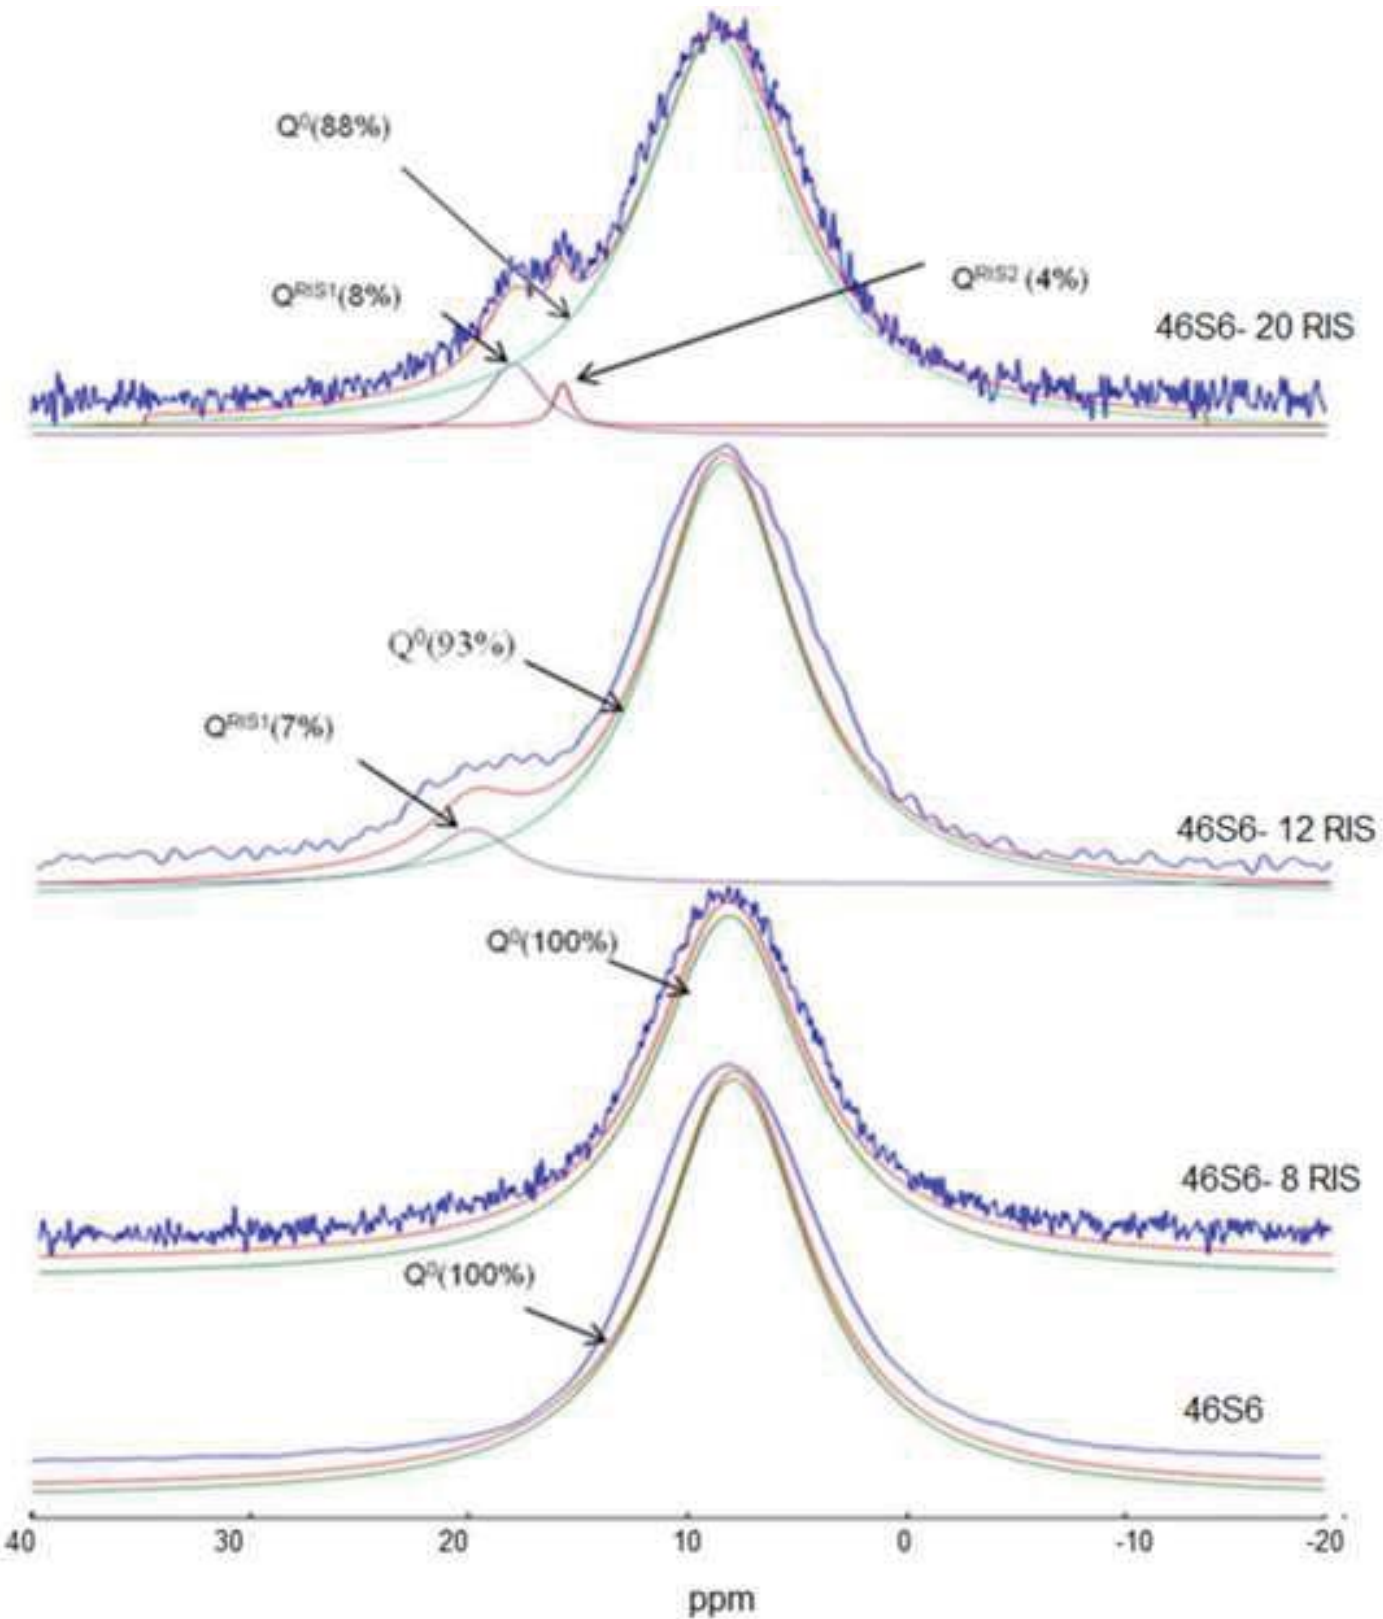 Q⁰(88%)
Q^RIS1(8%)
Q^RIS2 (4%)
46S6- 20 RIS
Q⁰(93%)
Q^RIS1(7%)
46S6- 12 RIS
Q⁰(100%)
46S6- 8 RIS
Q⁰(100%)
46S6
40 30 20 10 0 -10 -20
ppm